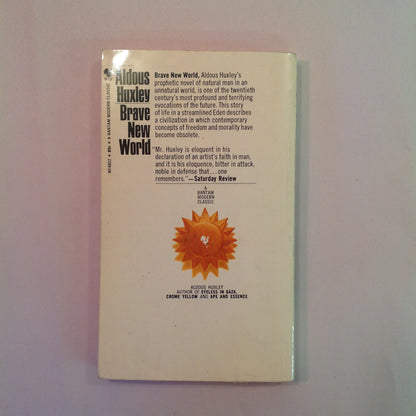 Aldous
Huxley
Brave
New
World
A BANTAM MODERN CLASSIC
Brave New World, Aldous Huxley's
prophetic novel of natural man in an
unnatural world, is one of the twentieth
century's most profound and terrifying
evocations of the future. This story
of life in a streamlined Eden describes
a civilization in which contemporary
concepts of freedom and morality have
become obsolete.
"Mr. Huxley is eloquent in his
declaration of an artist's faith in man,
and it is his eloquence, bitter in attack,
noble in defense that...one
remembers."—Saturday Review
A
BANTAM
MODERN
CLASSIC
ALDOUS HUXLEY
AUTHOR OF EYELESS IN GAZA,
CROME YELLOW AND APE AND ESSENCE